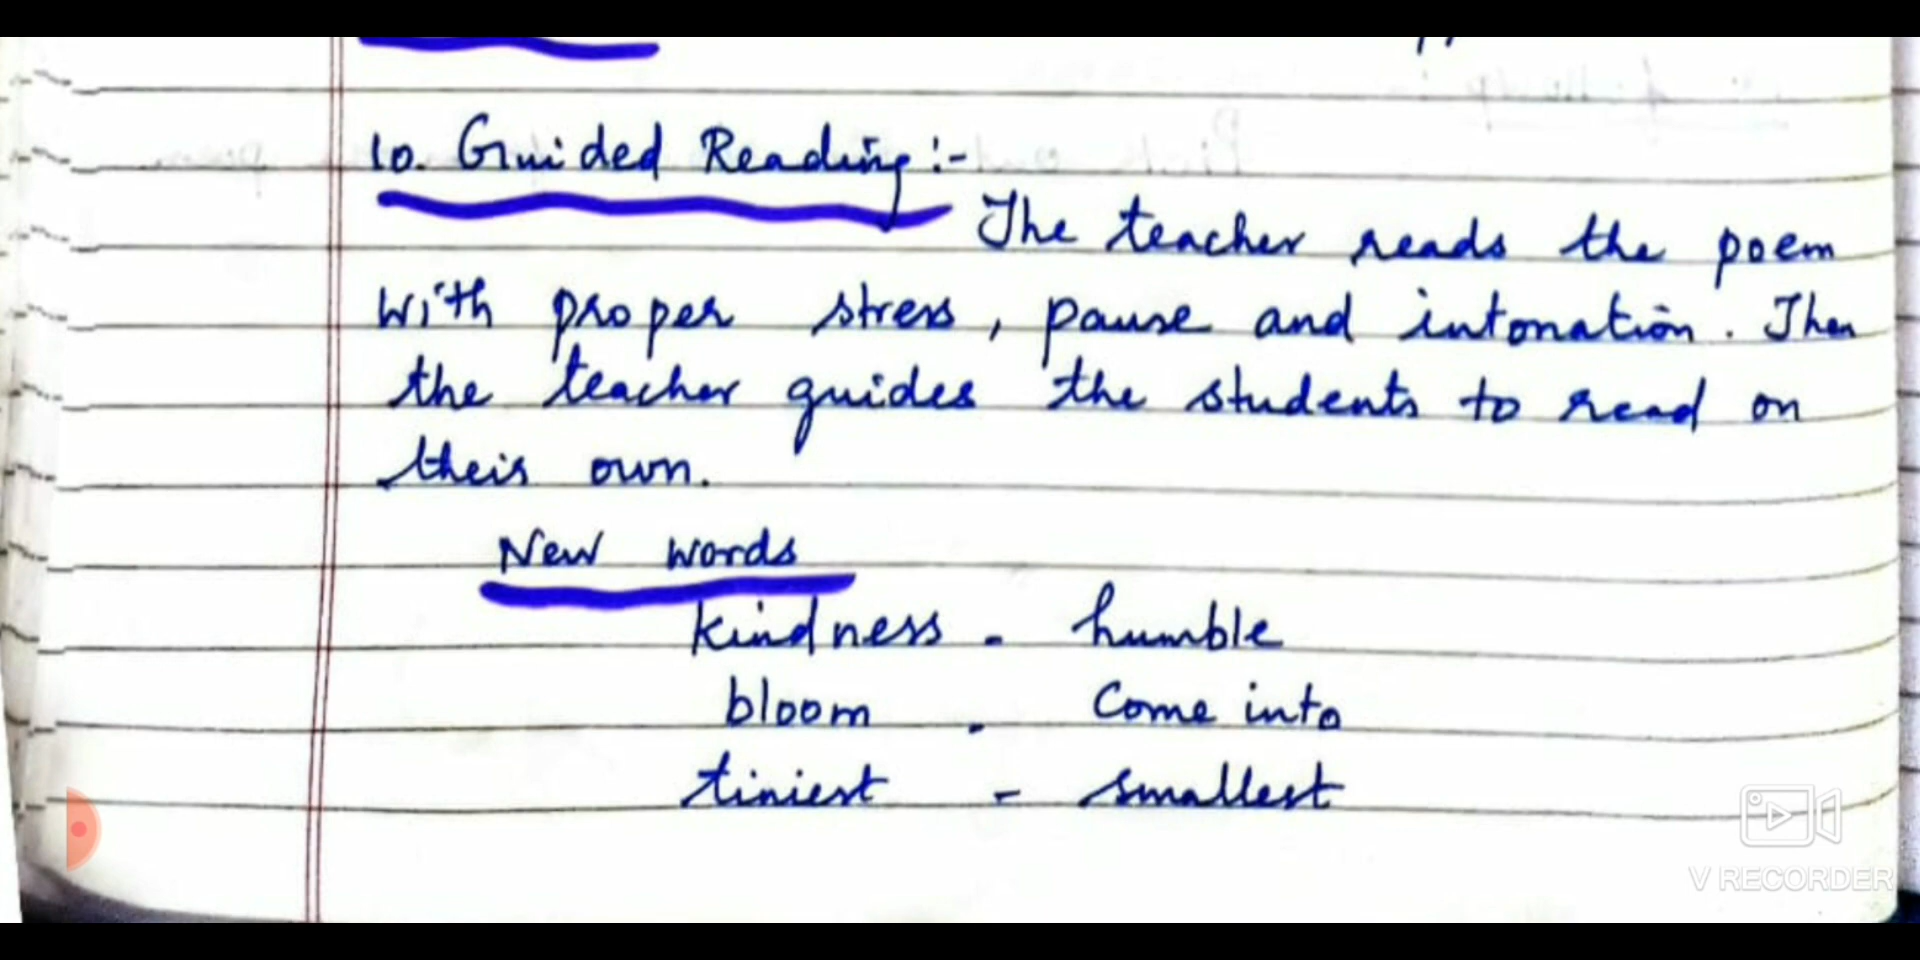 10. Guided Reading :-
The teacher reads the poem
with proper stress, pause and intonation. Then
the teacher guides the students to read on
their own.
New words
kindness - humble
bloom - Come into
tiniest - smallest
V RECORDER